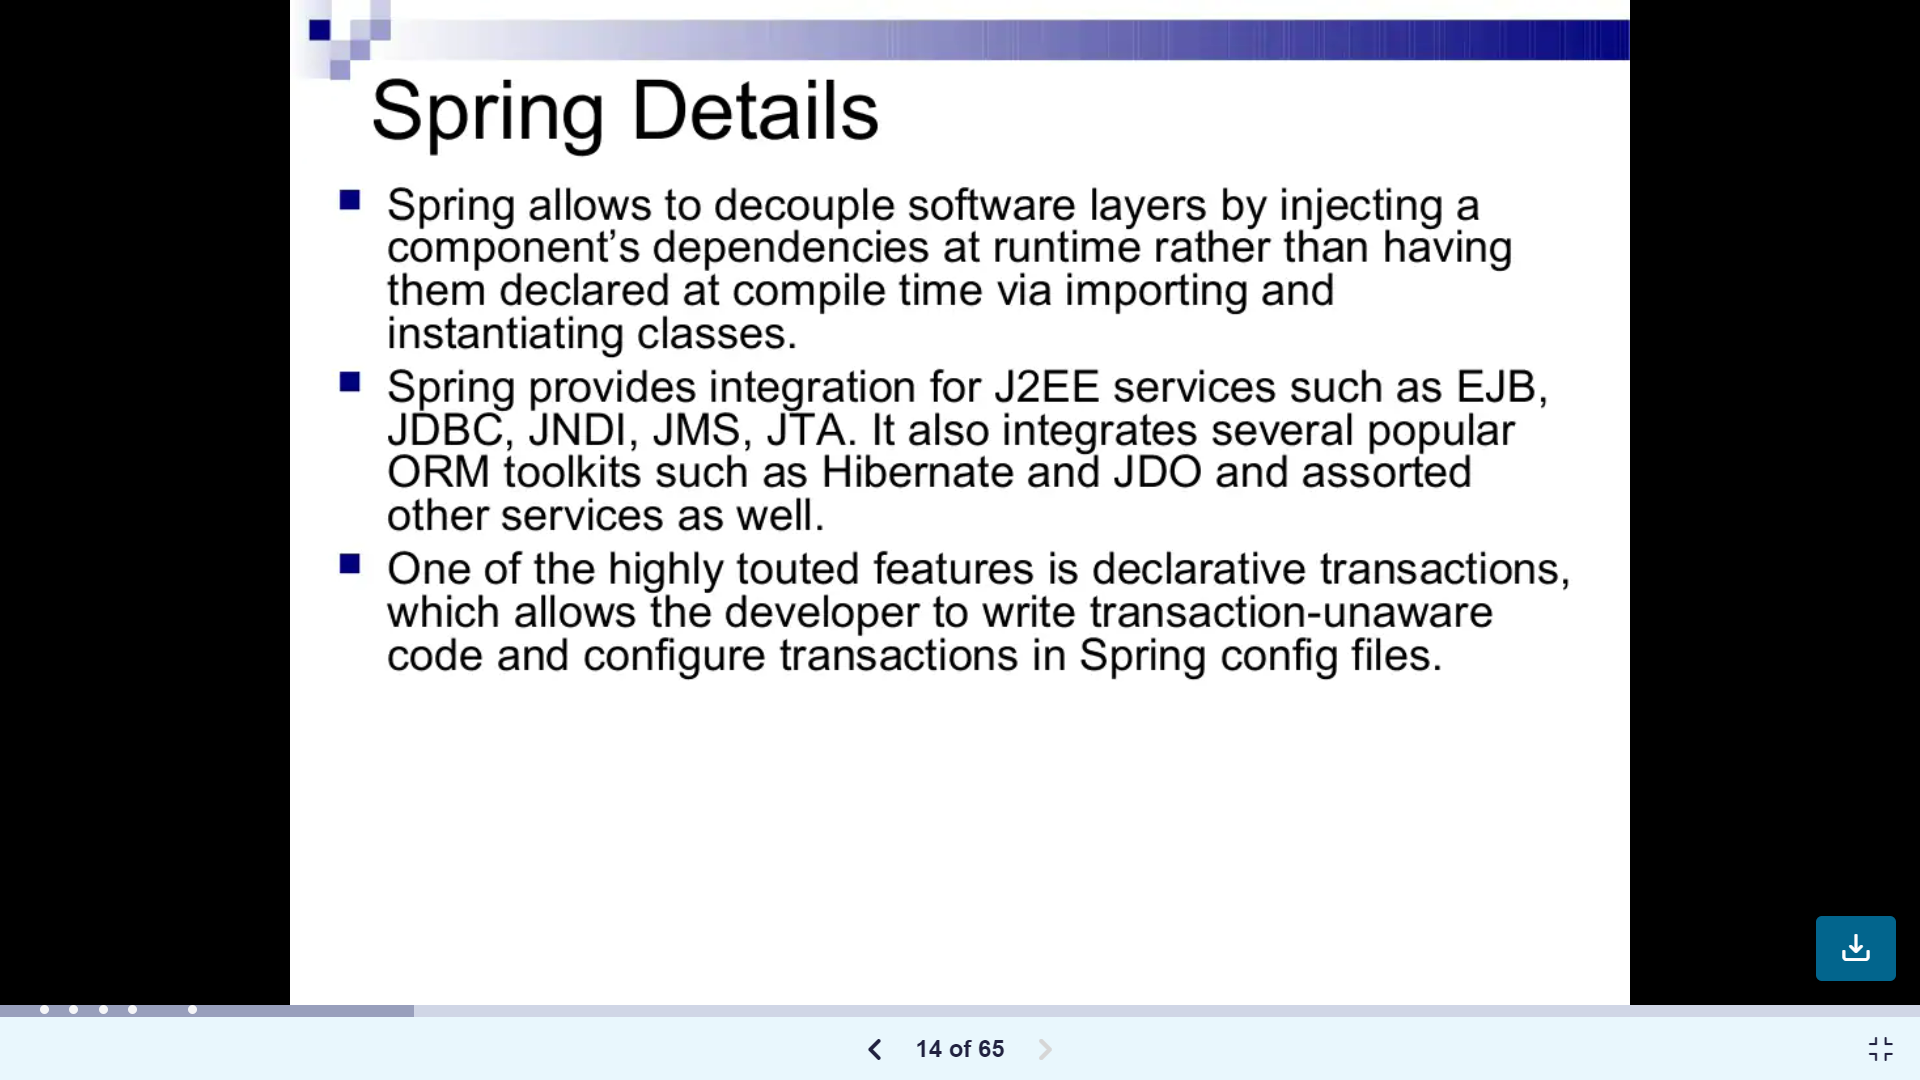 Spring Details
Spring allows to decouple software layers by injecting a
component’s dependencies at runtime rather than having
them declared at compile time via importing and
instantiating classes.
Spring provides integration for J2EE services such as EJB,
JDBC, JNDI, JMS, JTA. It also integrates several popular
ORM toolkits such as Hibernate and JDO and assorted
other services as well.
One of the highly touted features is declarative transactions,
which allows the developer to write transaction-unaware
code and configure transactions in Spring config files.
14 of 65